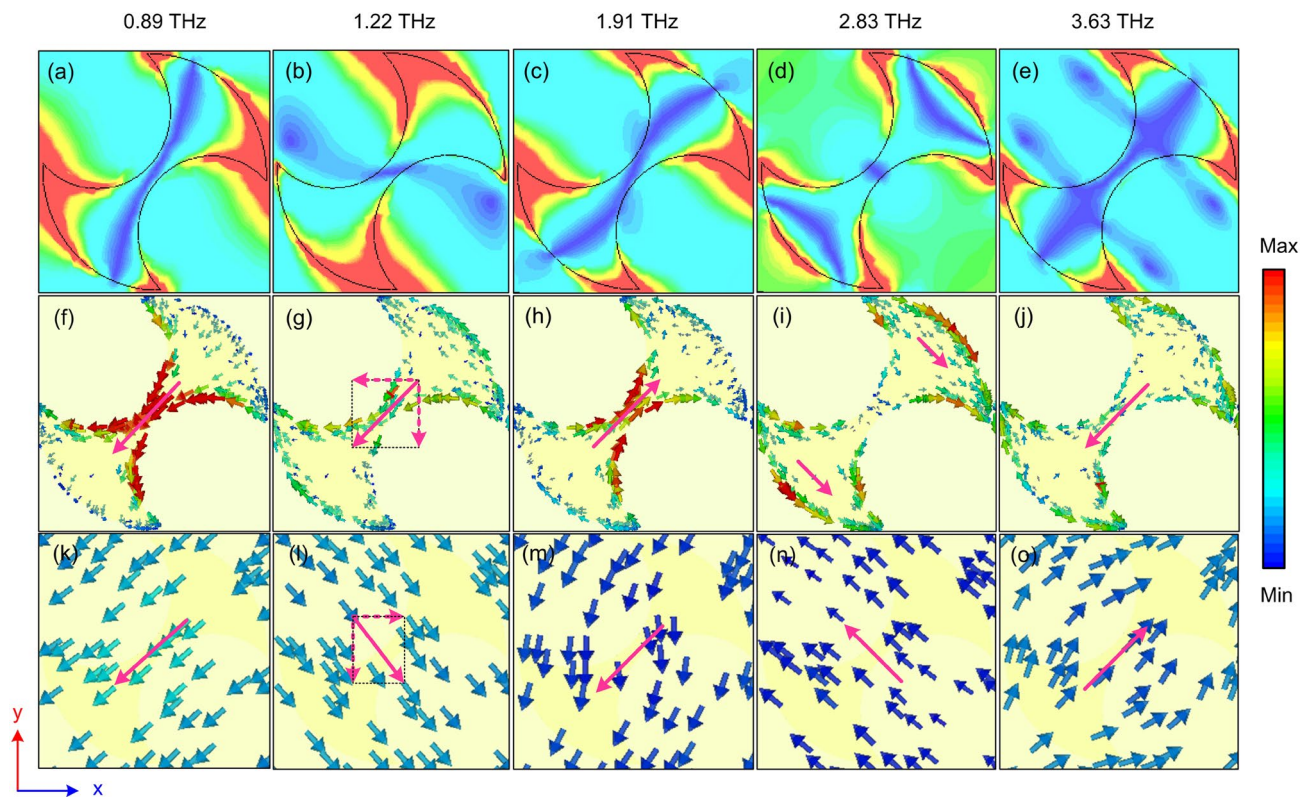 0.89 THz 1.22 THz 1.91 THz 2.83 THz 3.63 THz
(a) (b) (c) (d) (e)
Max
(f) (g) (h) (i) (j)
(k) (l) (m) (n) (o)
Min
y
x